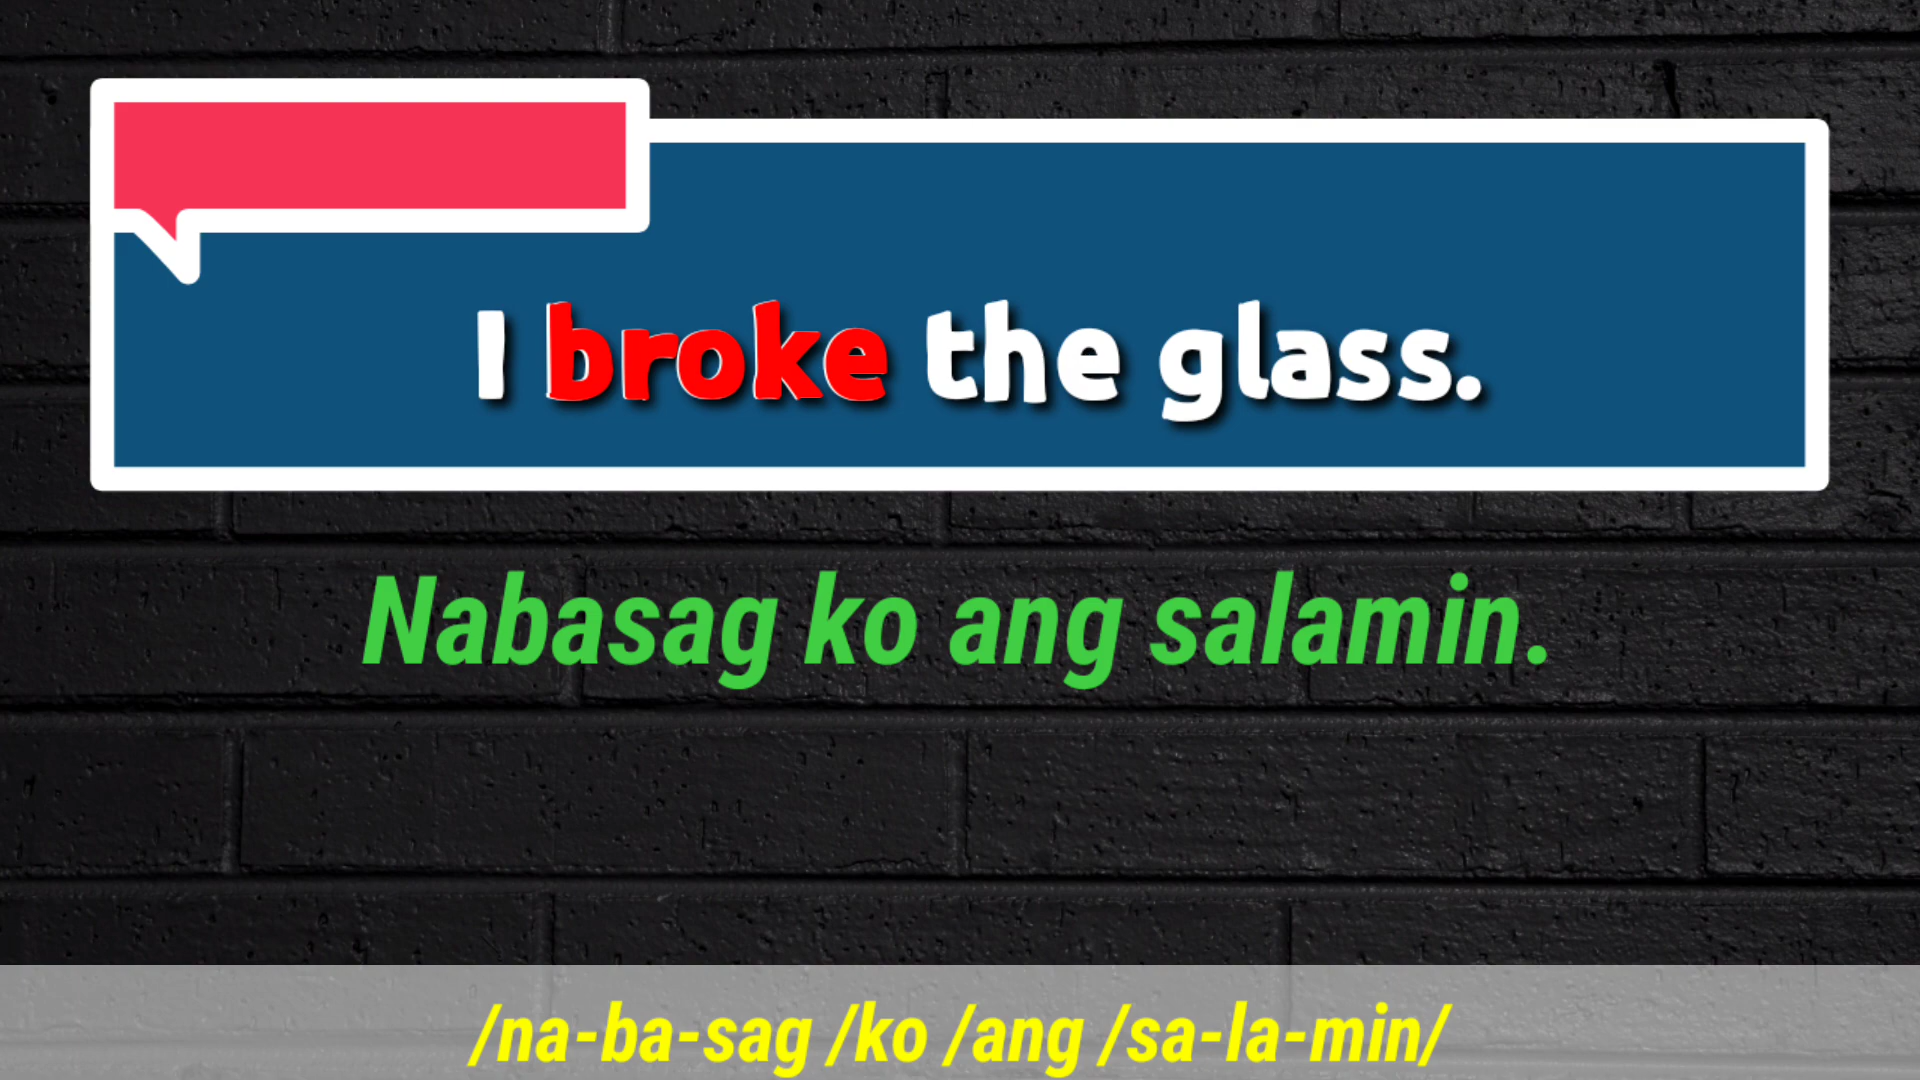 I broke the glass.
Nabasag ko ang salamin.
/na-ba-sag /ko /ang /sa-la-min/